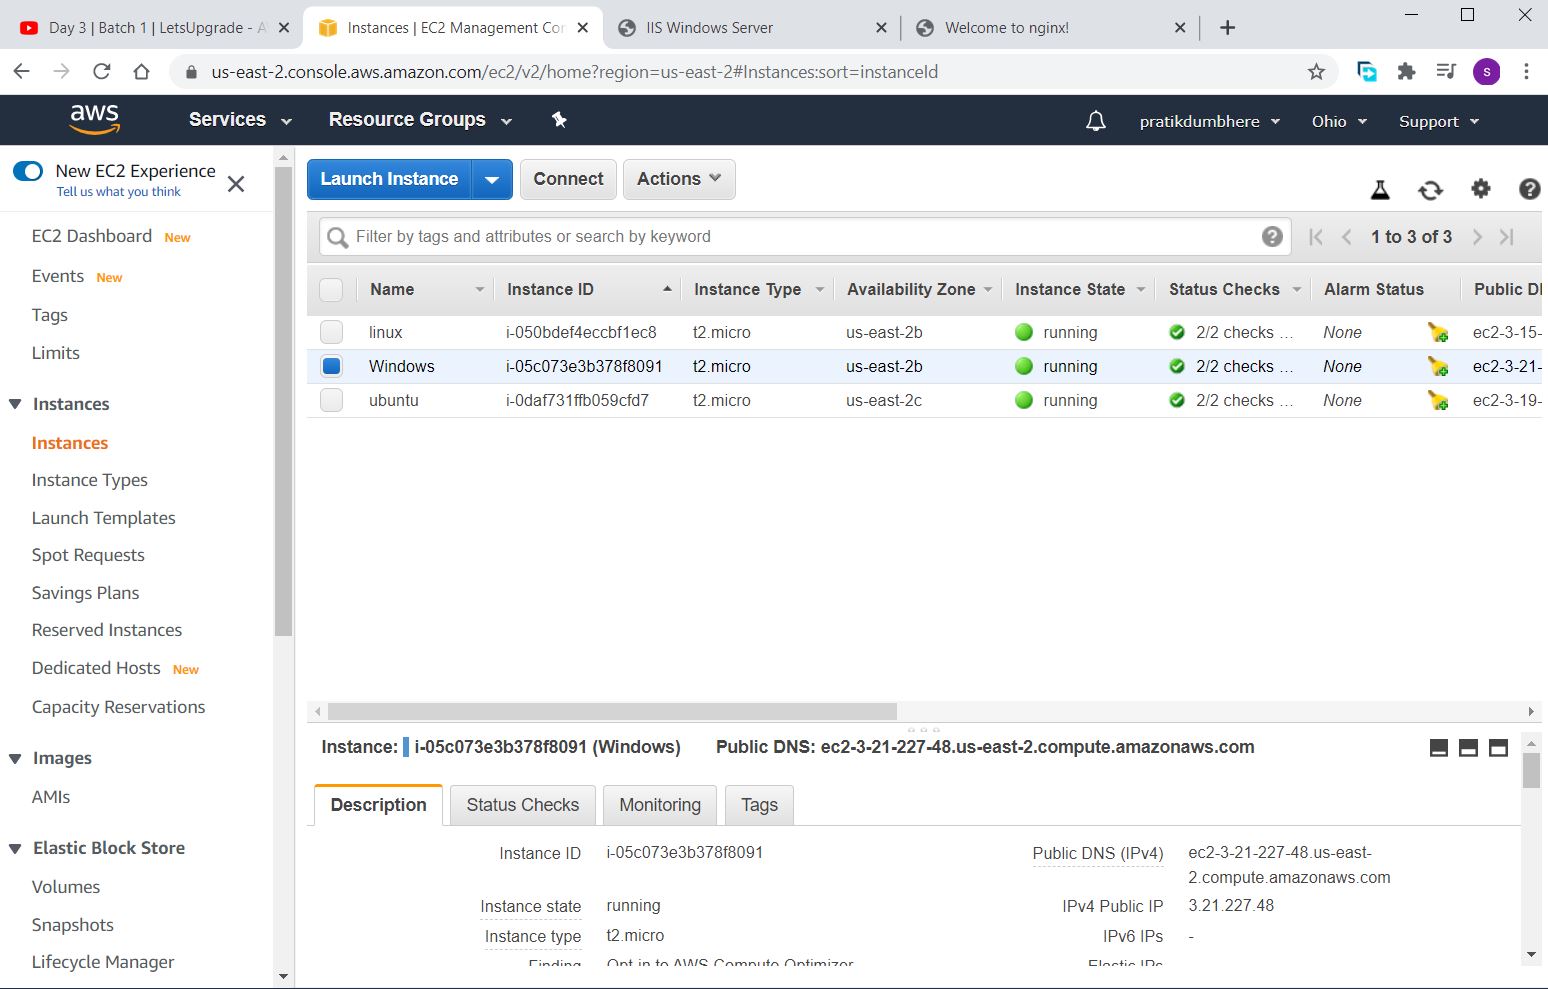 Day 3 | Batch 1 | LetsUpgrade - A
Instances | EC2 Management Cor
IIS Windows Server
Welcome to nginx!
us-east-2.console.aws.amazon.com/ec2/v2/home?region=us-east-2#Instances:sort=instanceId
s
aws
Services
Resource Groups
pratikdumbhere
Ohio
Support
New EC2 Experience
Tell us what you think
EC2 Dashboard New
Events New
Tags
Limits
Instances
Instances
Instance Types
Launch Templates
Spot Requests
Savings Plans
Reserved Instances
Dedicated Hosts New
Capacity Reservations
Images
AMIs
Elastic Block Store
Volumes
Snapshots
Lifecycle Manager
Launch Instance
Connect
Actions
Filter by tags and attributes or search by keyword
1 to 3 of 3
Name Instance ID Instance Type Availability Zone Instance State Status Checks Alarm Status Public D
linux i-050bdef4eccbf1ec8 t2.micro us-east-2b running 2/2 checks ... None ec2-3-15-
Windows i-05c073e3b378f8091 t2.micro us-east-2b running 2/2 checks ... None ec2-3-21-
ubuntu i-0daf731ffb059cfd7 t2.micro us-east-2c running 2/2 checks ... None ec2-3-19-
Instance: i-05c073e3b378f8091 (Windows) Public DNS: ec2-3-21-227-48.us-east-2.compute.amazonaws.com
Description
Status Checks
Monitoring
Tags
Instance ID i-05c073e3b378f8091
Public DNS (IPv4) ec2-3-21-227-48.us-east-
2.compute.amazonaws.com
Instance state running
IPv4 Public IP 3.21.227.48
Instance type t2.micro
IPv6 IPs -
Finding Opt-in to AWS Compute Optimizer
Elastic IPs